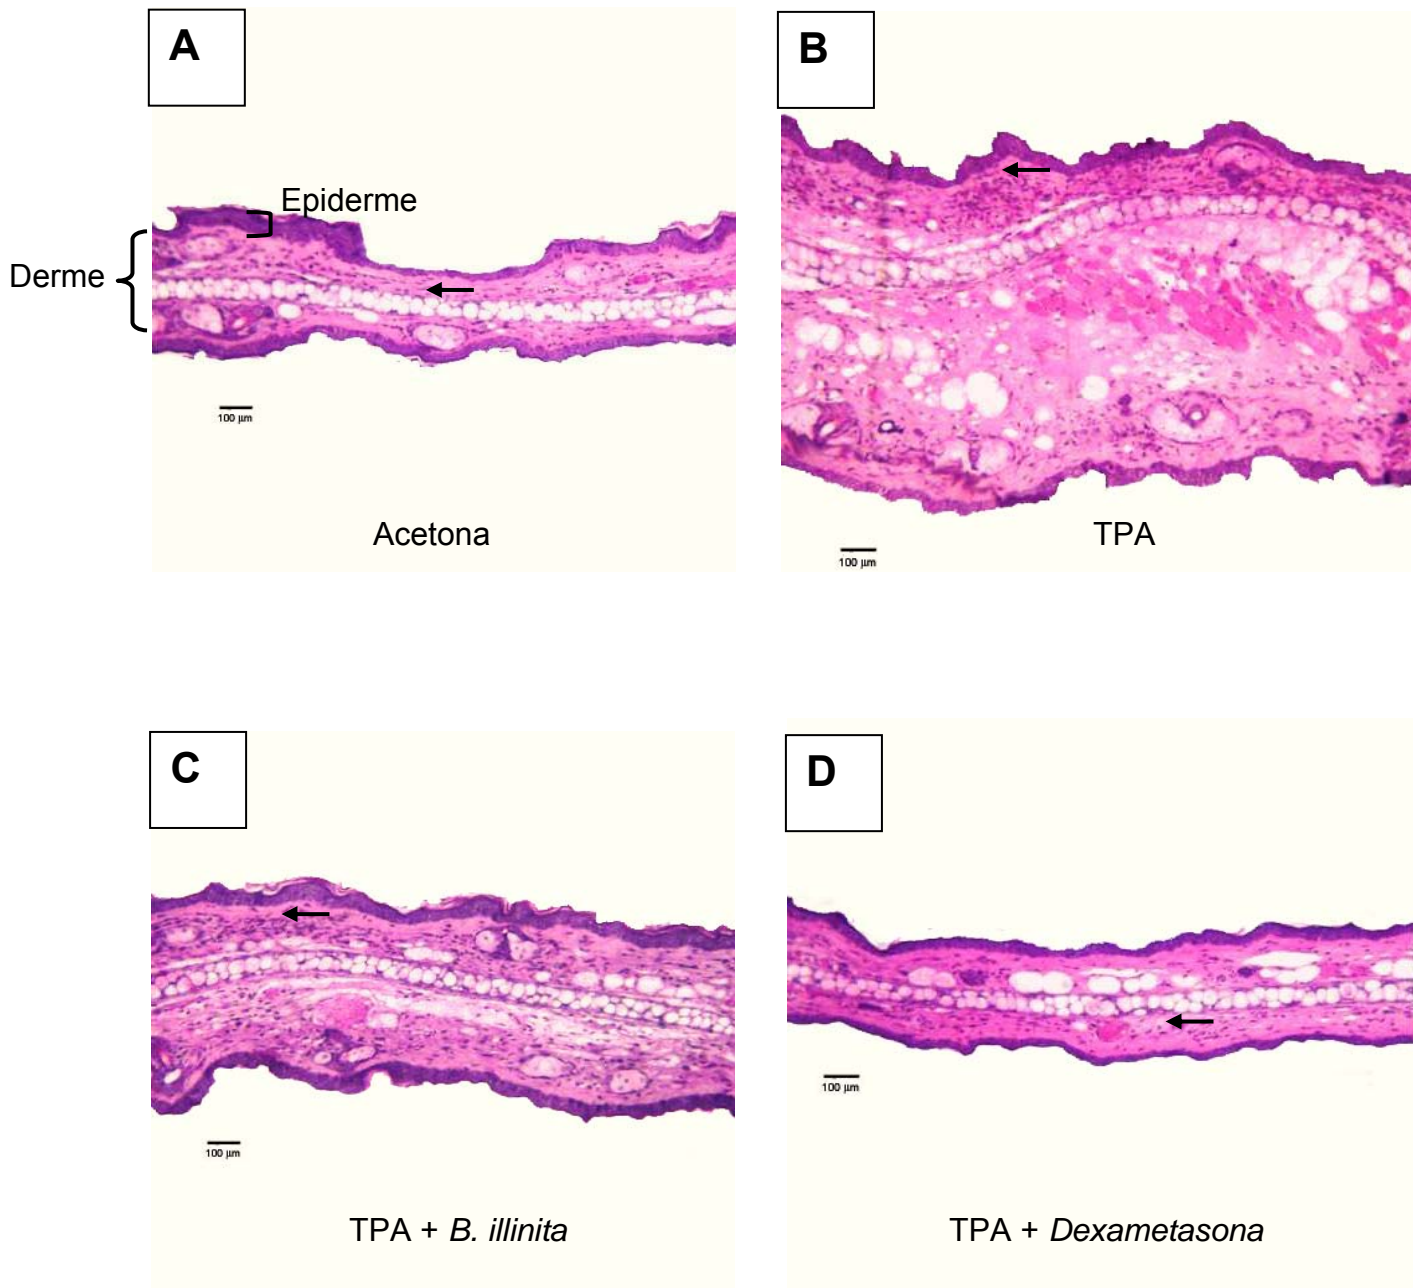 A
B
Epiderme
Derme
100 µm
Acetona
100 µm
TPA
C
D
100 µm
100 µm
TPA + B. illinita
TPA + Dexametasona